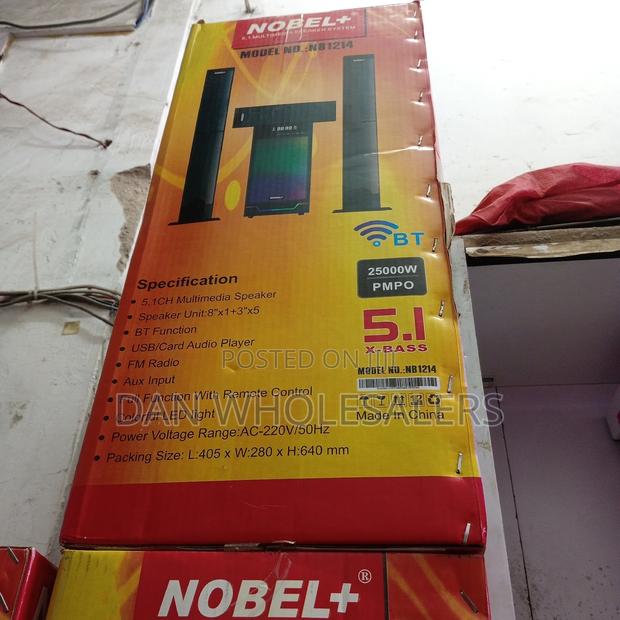 NOBEL+
5.1 MULTIMEDIA SPEAKER SYSTEM
MODEL NO.:NB1214
BT
25000W
PMPO
5.1
X-BASS
MODEL NO.:NB1214
Made In China
Specification
• 5.1CH Multimedia Speaker
• Speaker Unit:8"x1+3"x5
• BT Function
• USB/Card Audio Player
• FM Radio
• Aux Input
• Full Function With Remote Control
• Colorful LED light
• Power Voltage Range:AC-220V/50Hz
• Packing Size: L:405 x W:280 x H:640 mm
POSTED ON JIJI
DAN WHOLESALERS
NOBEL+®